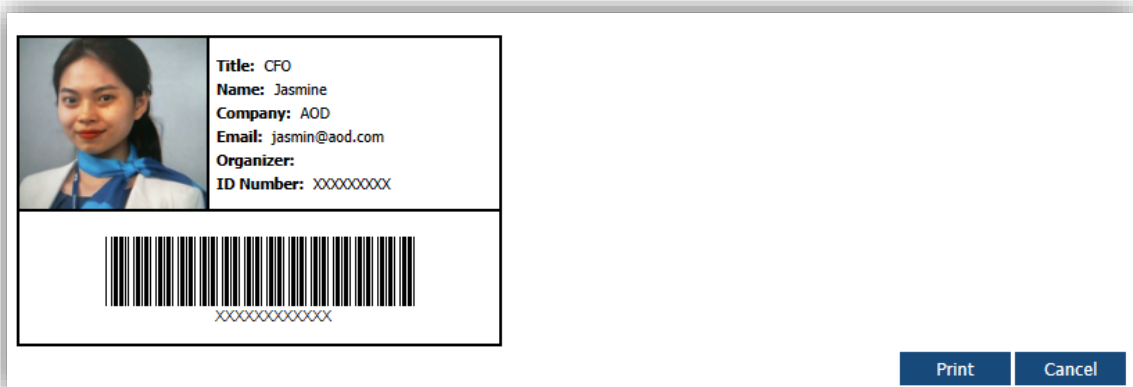 Title: CFO
Name: Jasmine
Company: AOD
Email: jasmin@aod.com
Organizer:
ID Number: XXXXXXXXX
XXXXXXXXXXXX
Print Cancel